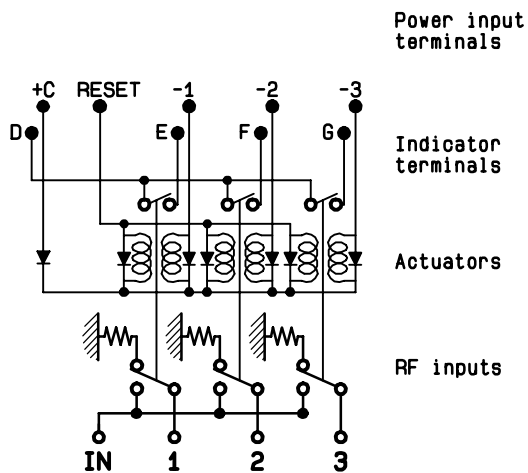 Power input
terminals
+C RESET -1 -2 -3
D E F G
Indicator
terminals
Actuators
RF inputs
IN 1 2 3